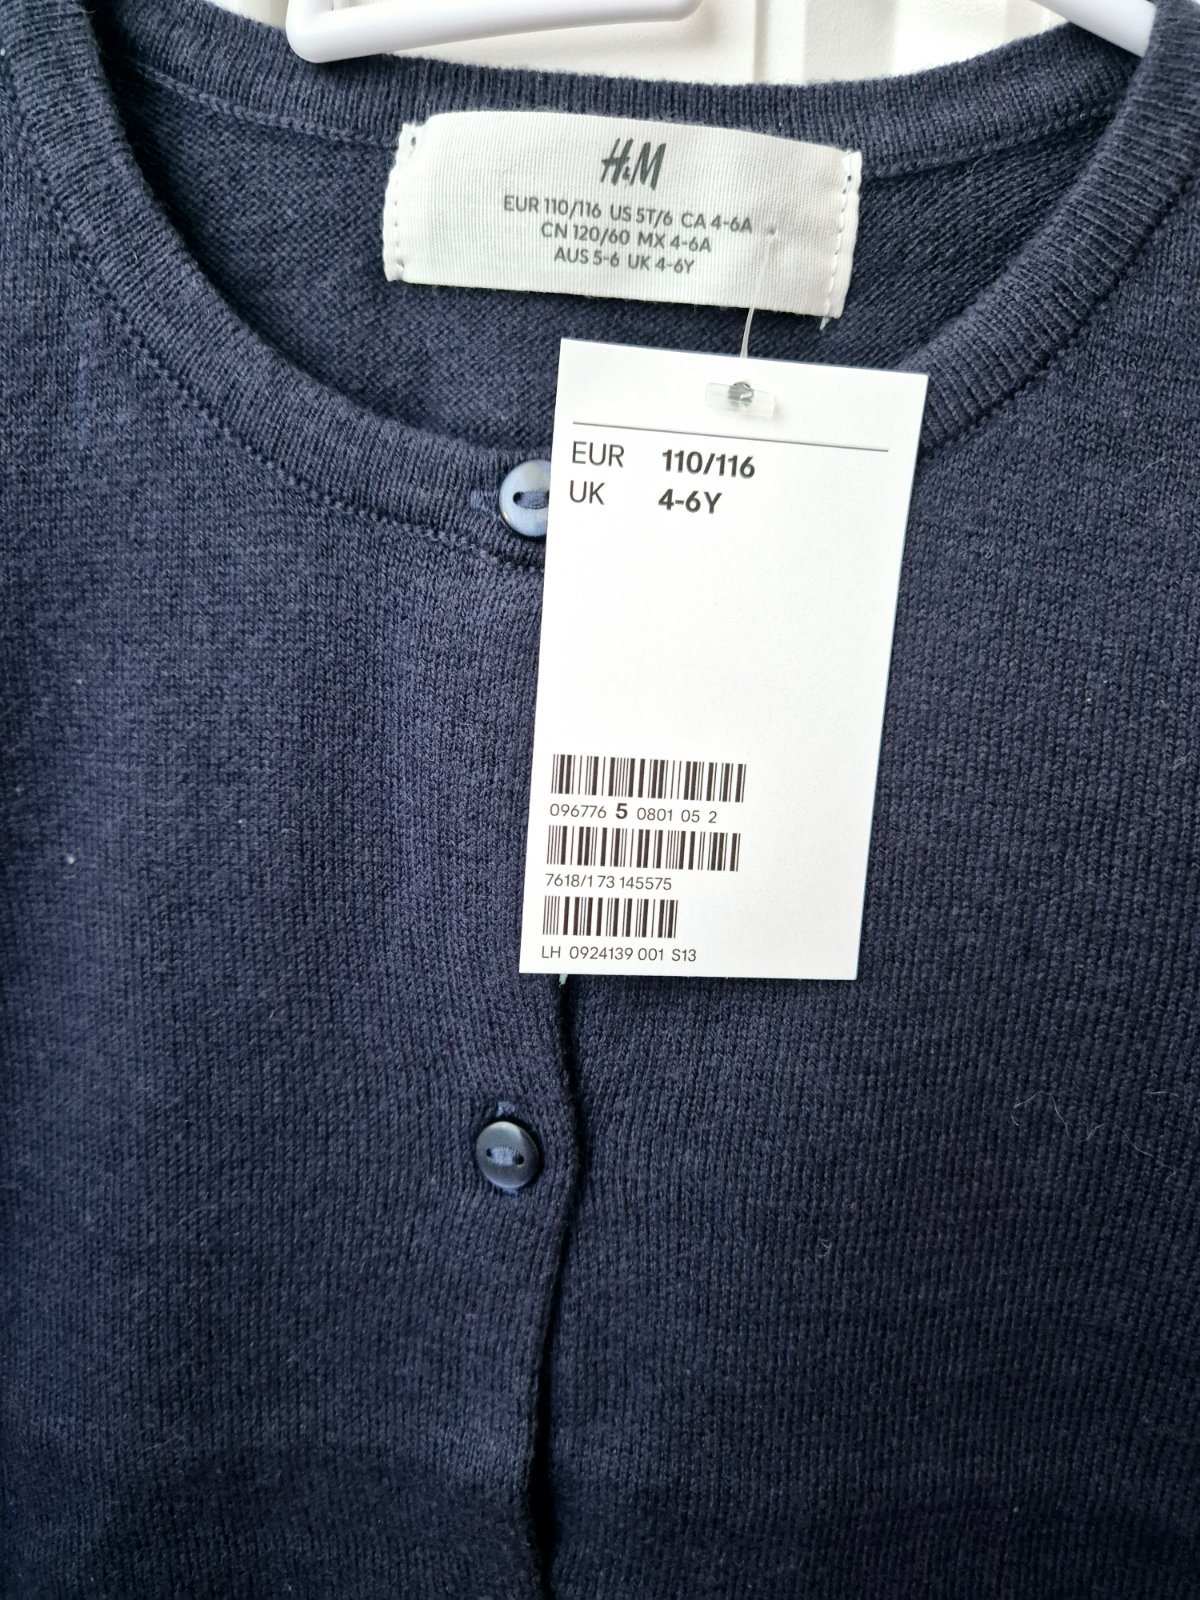 H&M
EUR 110/116 US 5T/6 CA 4-6A
CN 120/60 MX 4-6A
AUS 5-6 UK 4-6Y
EUR 110/116
UK 4-6Y
096776 5 0801 05 2
7618/1 73 145575
LH 0924139 001 S13